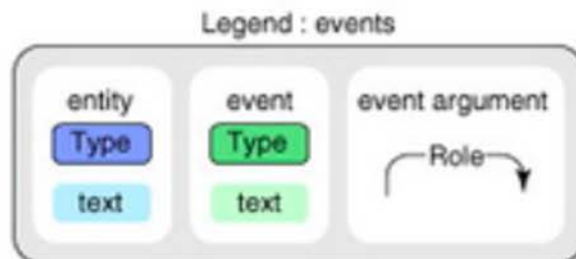 Legend : events
entity event event argument
Type Type Role
text text